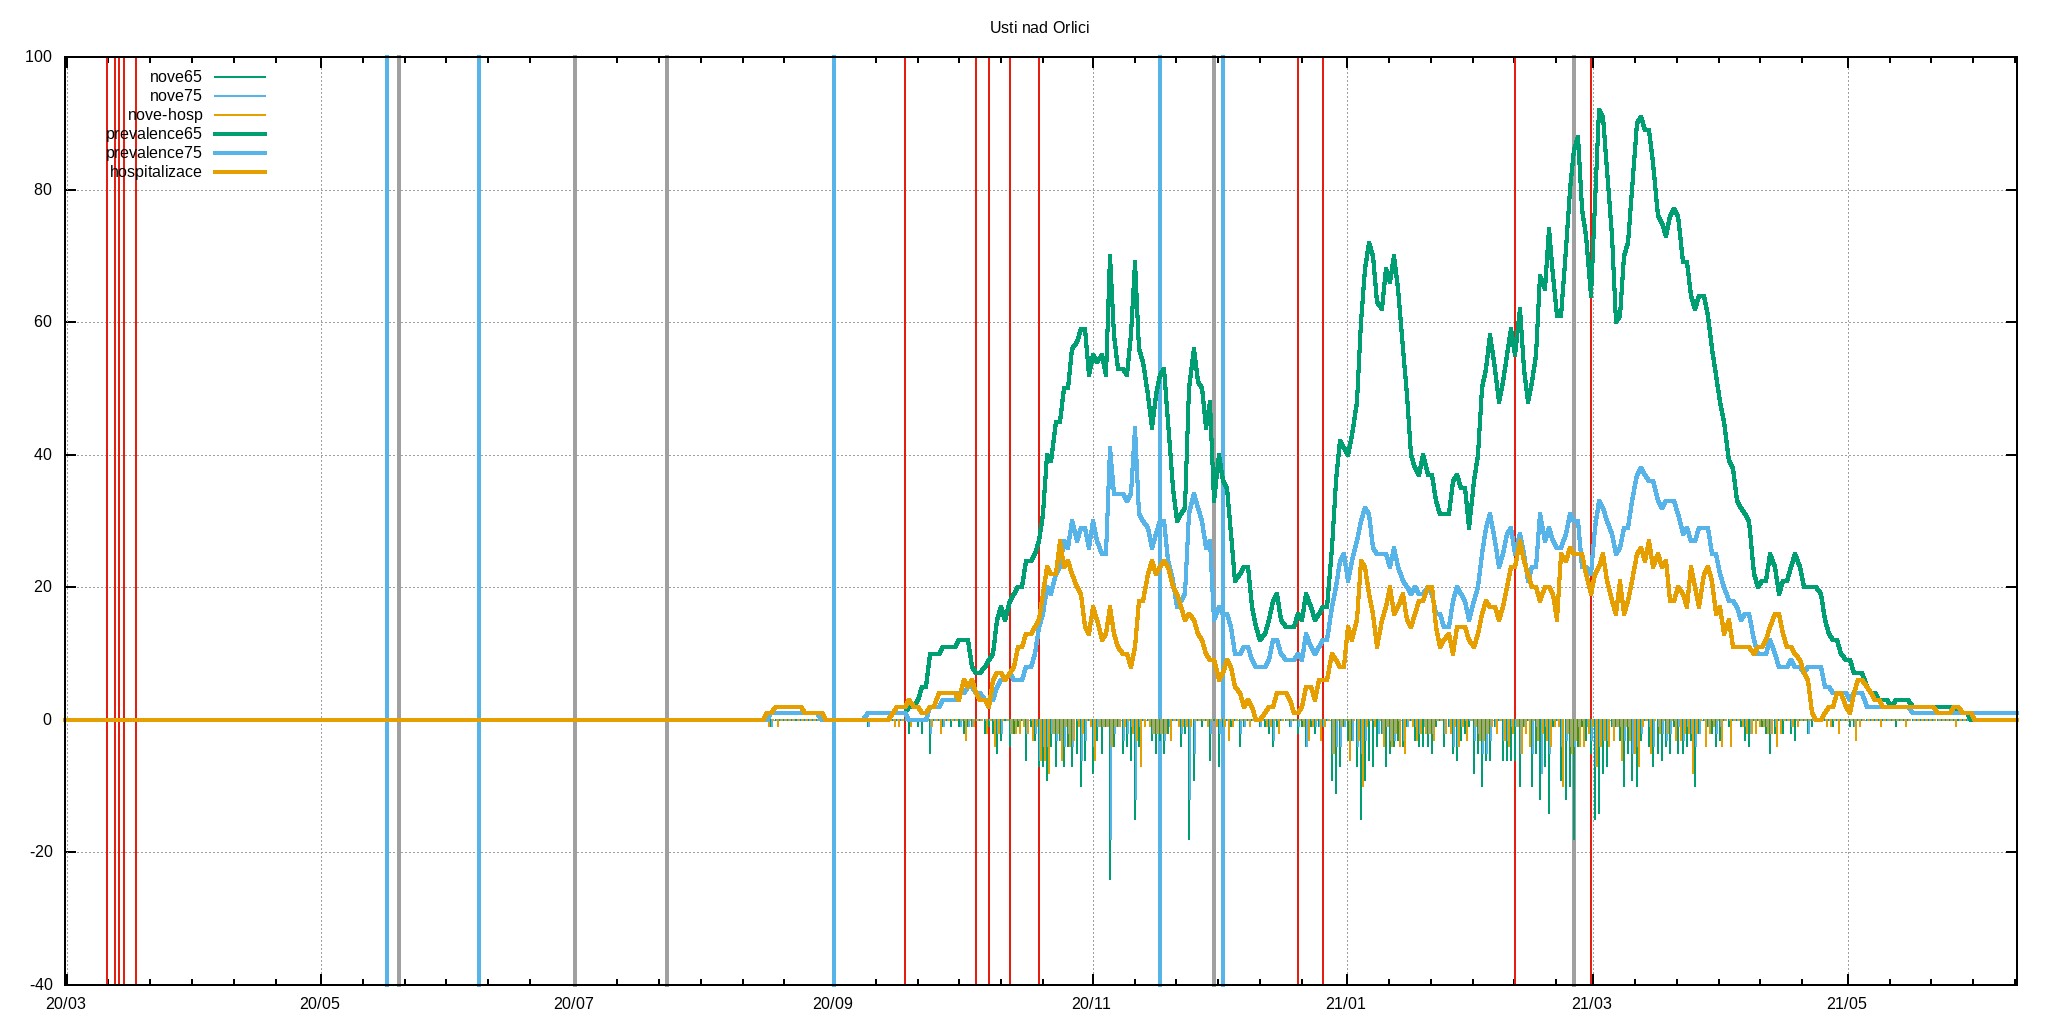 Usti nad Orlici
100
80
60
40
20
0
-20
-40
nove65
nove75
nove-hosp
prevalence65
prevalence75
hospitalizace
20/03 20/05 20/07 20/09 20/11 21/01 21/03 21/05